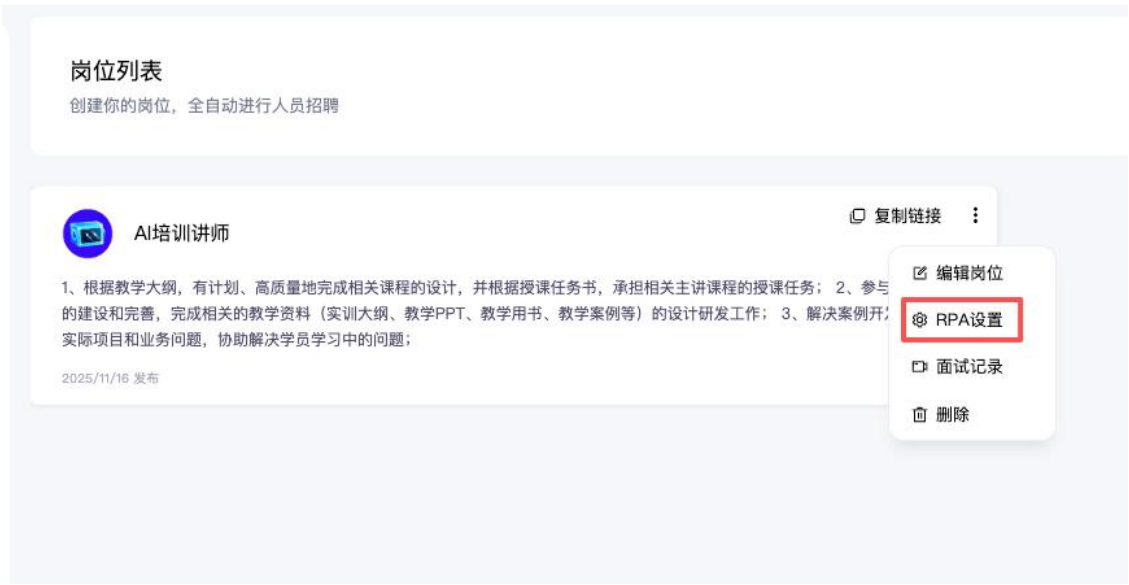 岗位列表
创建你的岗位，全自动进行人员招聘
AI培训讲师
复制链接
1、根据教学大纲，有计划、高质量地完成相关课程的设计，并根据授课任务书，承担相关主讲课程的授课任务； 2、参与
的建设和完善，完成相关的教学资料（实训大纲、教学PPT、教学用书、教学案例等）的设计研发工作； 3、解决案例开
实际项目和业务问题，协助解决学员学习中的问题；
2025/11/16 发布
编辑岗位
RPA设置
面试记录
删除